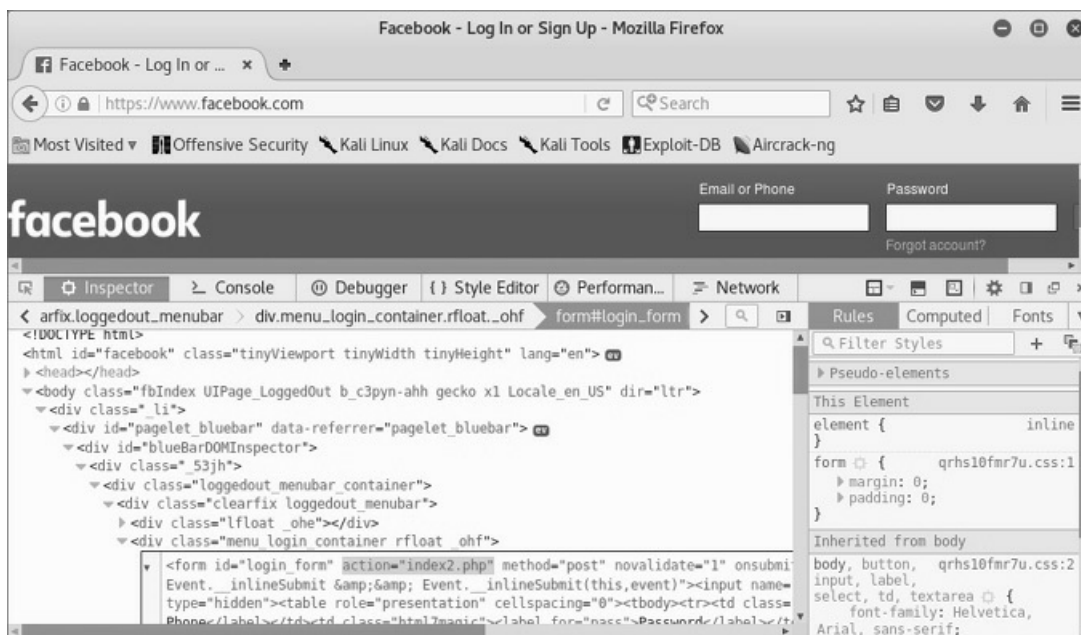 Facebook - Log In or Sign Up - Mozilla Firefox
Facebook - Log In or ...
https://www.facebook.com
Search
Most Visited
Offensive Security
Kali Linux
Kali Docs
Kali Tools
Exploit-DB
Aircrack-ng
Email or Phone
Password
facebook
Forgot account?
Inspector
Console
Debugger
{ } Style Editor
Performan...
Network
arfix.loggedout_menubar
div.menu_login_container.rfloat._ohf
form#login_form
Rules
Computed
Fonts
<!DOCTYPE html>
<html id="facebook" class="tinyViewport tinyWidth tinyHeight" lang="en"> ev
<head></head>
<body class="fbIndex UIPage_LoggedOut b_c3pyn-ahh gecko x1 Locale_en_US" dir="ltr">
<div class="_li">
<div id="pagelet_bluebar" data-referrer="pagelet_bluebar"> ev
<div id="blueBarDOMInspector">
<div class="_53jh">
<div class="loggedout_menubar_container">
<div class="clearfix loggedout_menubar">
<div class="lfloat _ohe"></div>
<div class="menu_login_container rfloat _ohf">
<form id="login_form" action="index2.php" method="post" novalidate="1" onsubmi
Event.__inlineSubmit &amp;&amp; Event.__inlineSubmit(this,event)"><input name=
type="hidden"><table role="presentation" cellspacing="0"><tbody><tr><td class=
Phone</label></td><td class="html7magic"><label for="pass">Password</label></t
Filter Styles
Pseudo-elements
This Element
element {
inline
}
form { qrhs10fmr7u.css:1
margin: 0;
padding: 0;
}
Inherited from body
body, button, qrhs10fmr7u.css:2
input, label,
select, td, textarea {
font-family: Helvetica,
Arial, sans-serif;